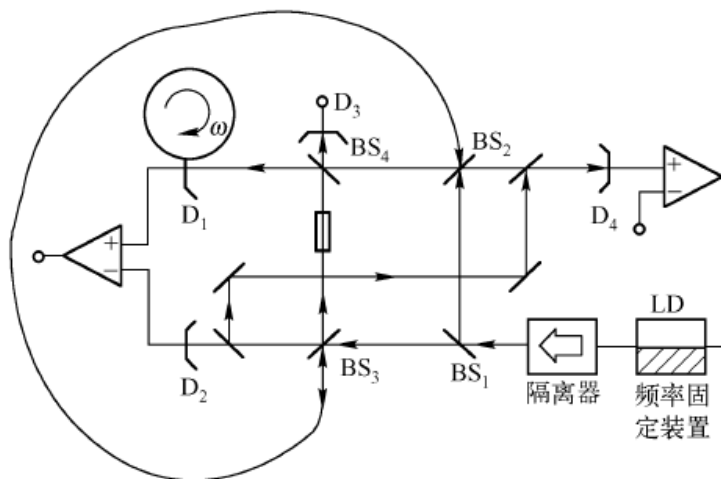 D₃
BS₄
BS₂
ω
+
−
D₁
D₄
+
−
LD
D₂
BS₃
BS₁
隔离器
频率固
定装置